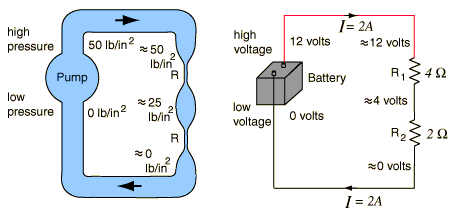 high
pressure
50 lb/in²
≈50
lb/in²
R
Pump
low
pressure
0 lb/in²
≈25
lb/in²
R
≈0
lb/in²
I = 2A
high
voltage
12 volts
≈12 volts
R₁ 4 Ω
Battery
≈4 volts
low
voltage
0 volts
R₂ 2 Ω
≈0 volts
I = 2A